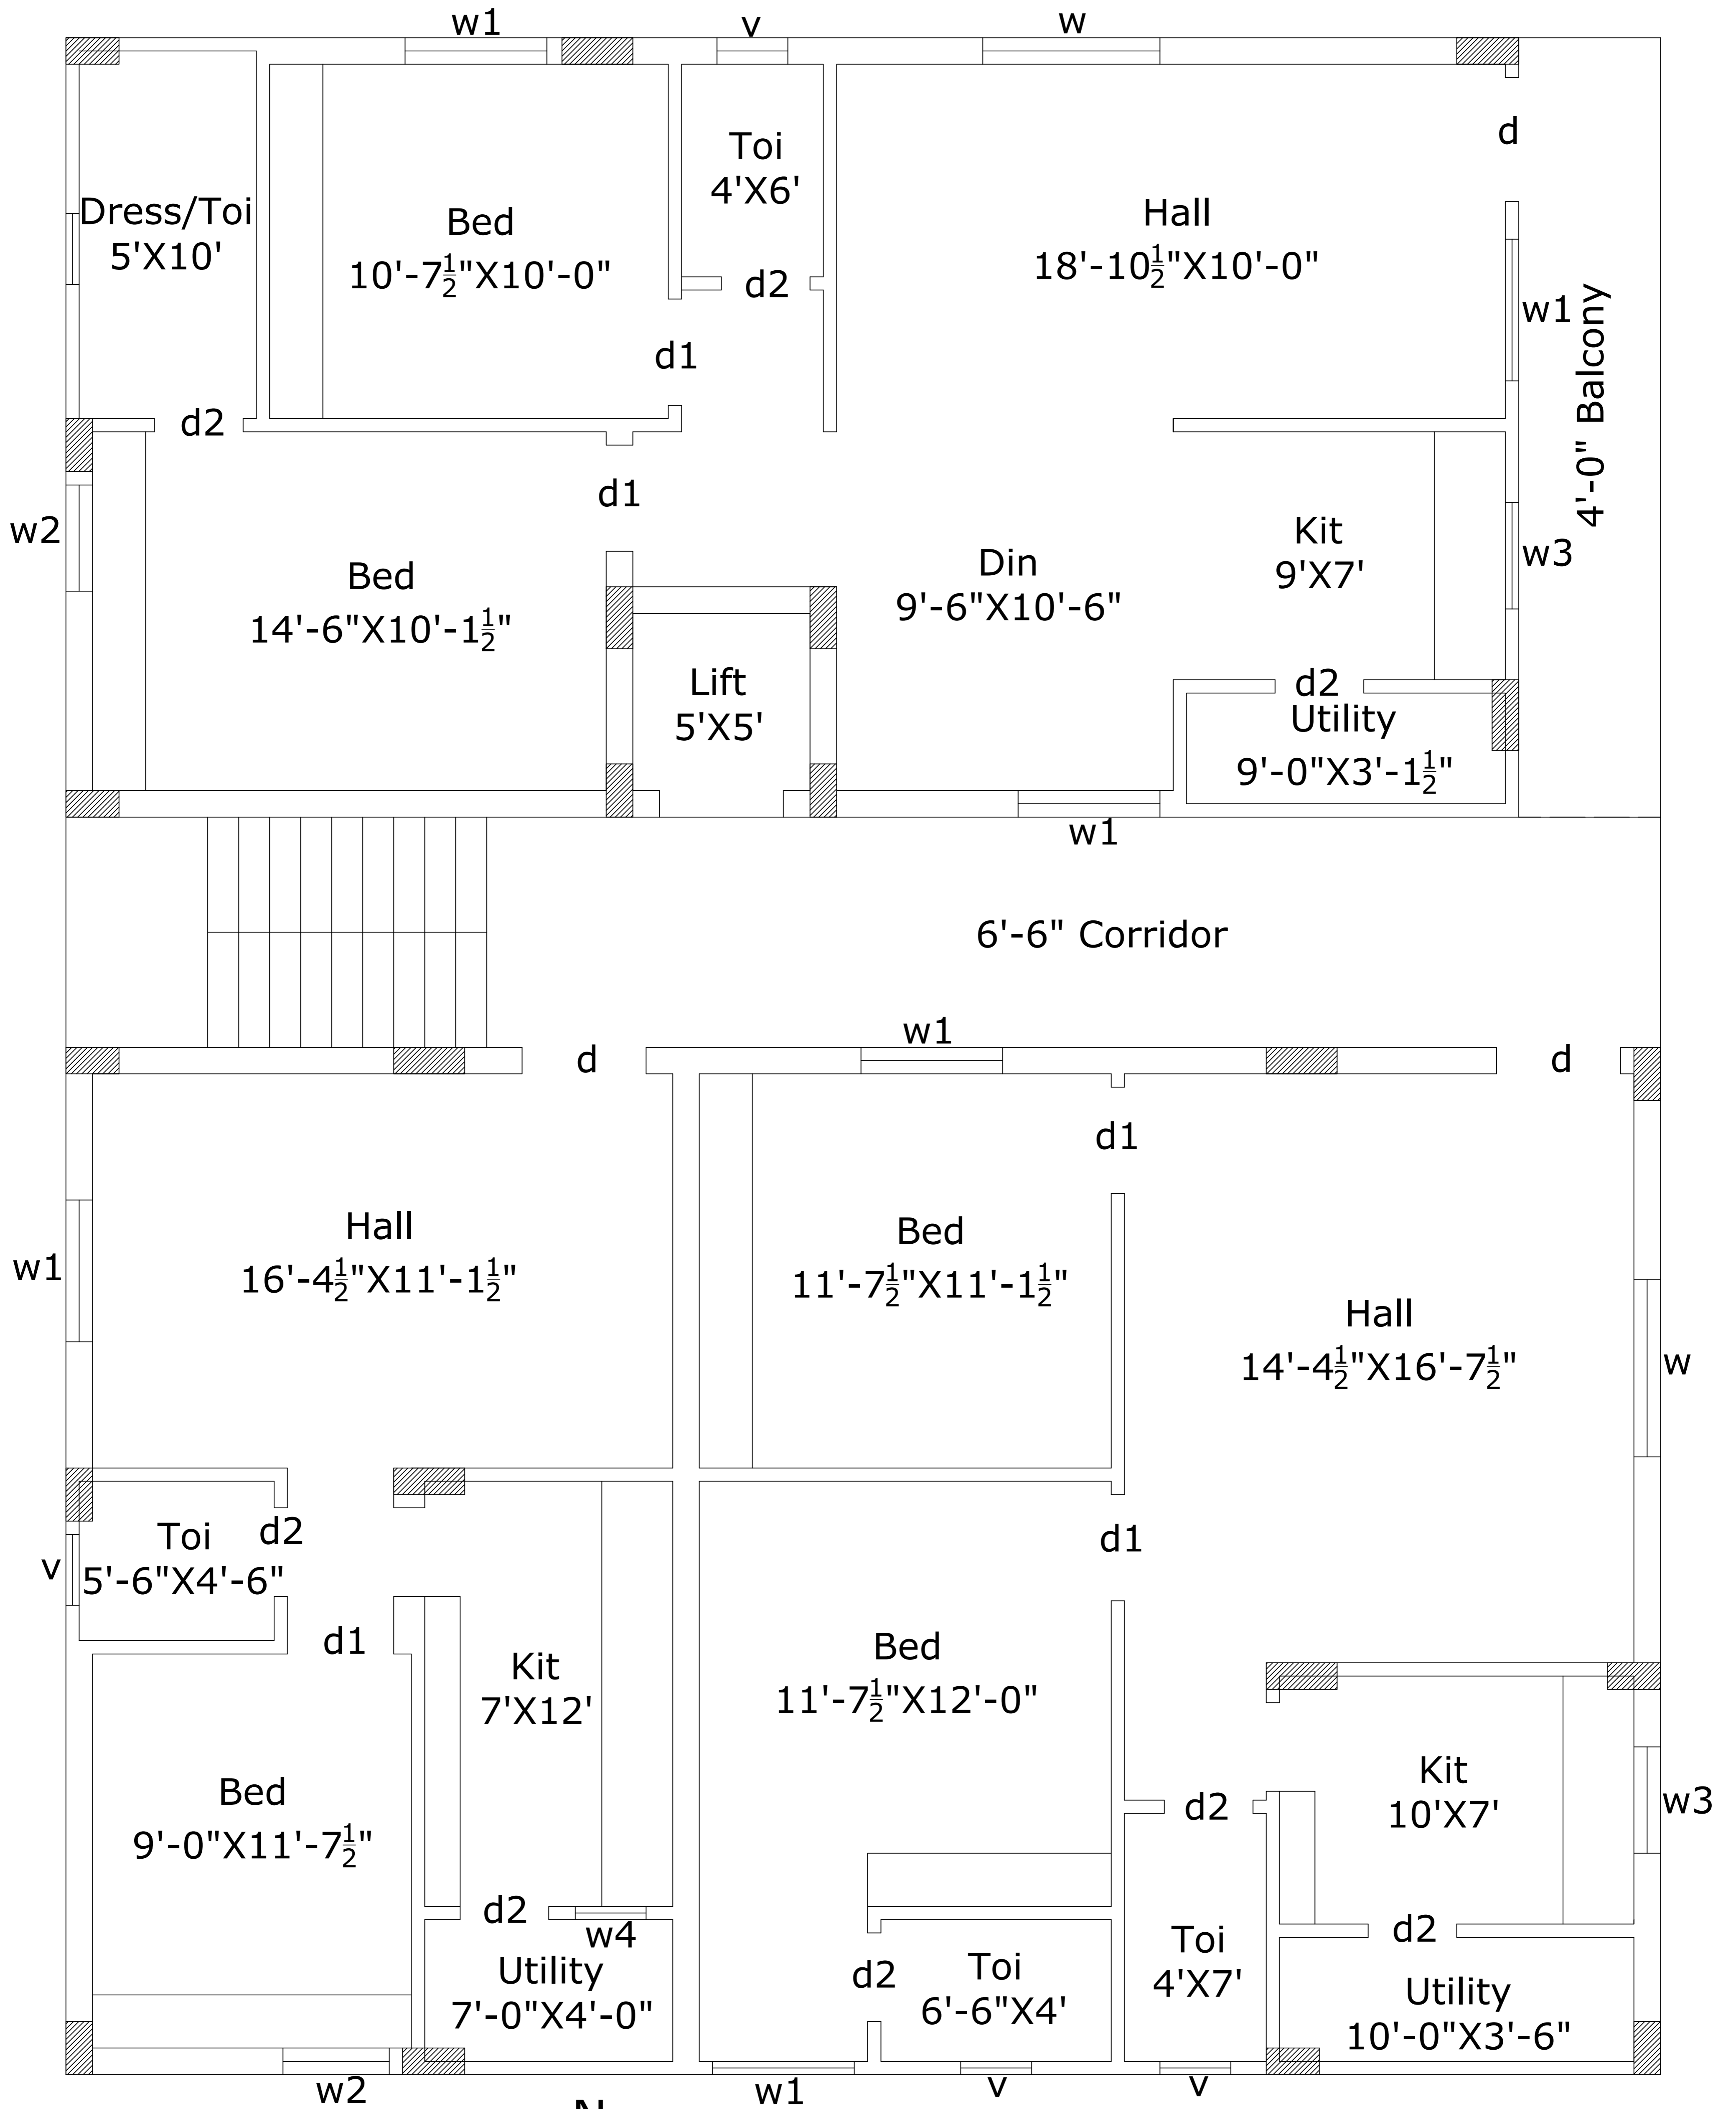 w1
v
w
d
Toi
4'X6'
Dress/Toi
5'X10'
Bed
10'-7½"X10'-0"
Hall
18'-10½"X10'-0"
d2
w1
4'-0" Balcony
d1
d2
d1
w2
Bed
14'-6"X10'-1½"
Din
9'-6"X10'-6"
Kit
9'X7'
w3
Lift
5'X5'
d2
Utility
9'-0"X3'-1½"
w1
6'-6" Corridor
w1
d
d
d1
Hall
16'-4½"X11'-1½"
w1
Bed
11'-7½"X11'-1½"
Hall
14'-4½"X16'-7½"
w
d2
Toi
5'-6"X4'-6"
v
d1
d1
Kit
7'X12'
Bed
11'-7½"X12'-0"
Bed
9'-0"X11'-7½"
Kit
10'X7'
w3
d2
d2
w4
d2
Utility
7'-0"X4'-0"
d2
Toi
6'-6"X4'
Toi
4'X7'
Utility
10'-0"X3'-6"
w2
w1
v
v